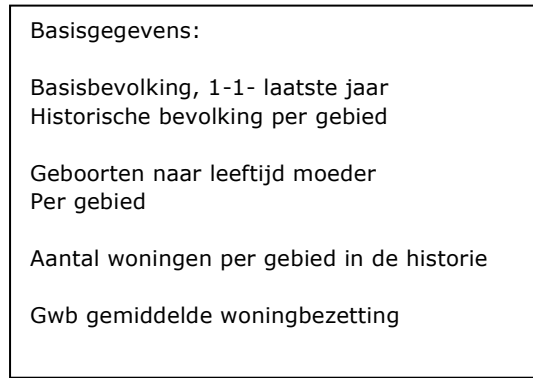 Basisgegevens:
Basisbevolking, 1-1- laatste jaar
Historische bevolking per gebied
Geboorten naar leeftijd moeder
Per gebied
Aantal woningen per gebied in de historie
Gwb gemiddelde woningbezetting